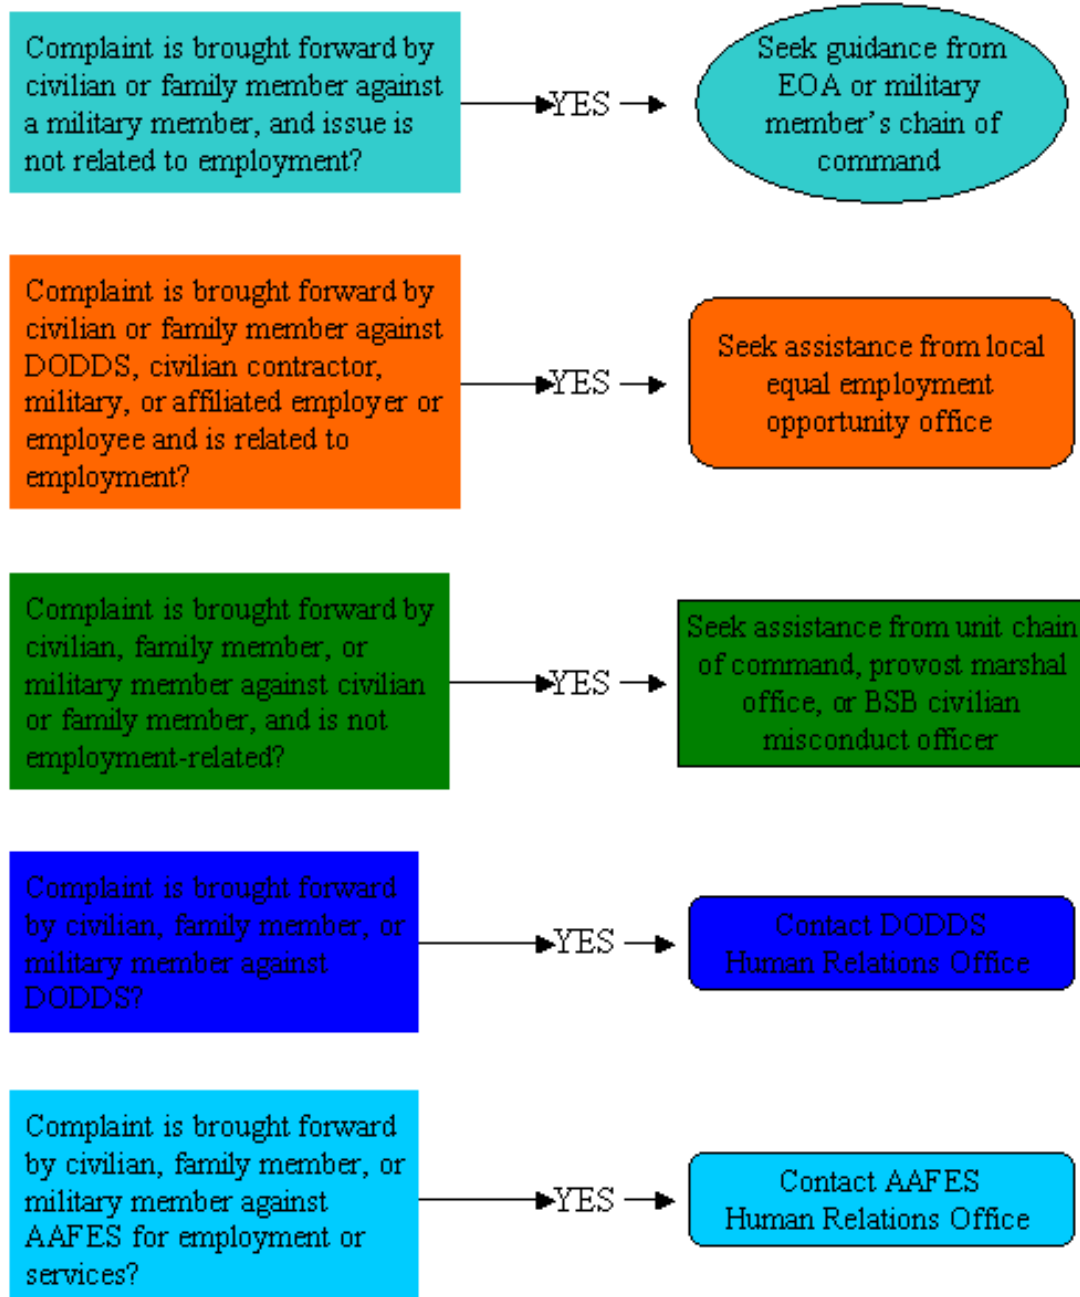 Complaint is brought forward by
civilian or family member against
a military member, and issue is
not related to employment?
YES
Seek guidance from
EOA or military
member's chain of
command
Complaint is brought forward by
civilian or family member against
DODDS, civilian contractor,
military, or affiliated employer or
employee and is related to
employment?
YES
Seek assistance from local
equal employment
opportunity office
Complaint is brought forward by
civilian, family member, or
military member against civilian
or family member, and is not
employment-related?
YES
Seek assistance from unit chain
of command, provost marshal
office, or BSB civilian
misconduct officer
Complaint is brought forward
by civilian, family member, or
military member against
DODDS?
YES
Contact DODDS
Human Relations Office
Complaint is brought forward
by civilian, family member, or
military member against
AAFES for employment or
services?
YES
Contact AAFES
Human Relations Office